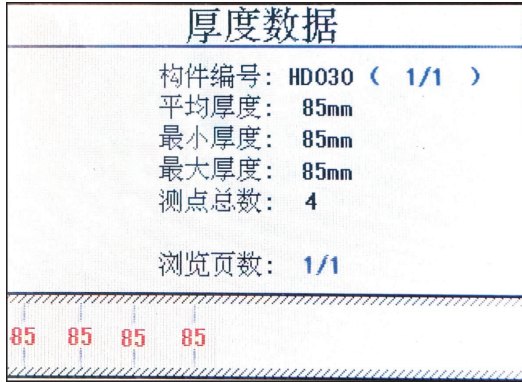 厚度数据
构件编号: HD030 ( 1/1 )
平均厚度: 85mm
最小厚度: 85mm
最大厚度: 85mm
测点总数: 4
浏览页数: 1/1
85 85 85 85